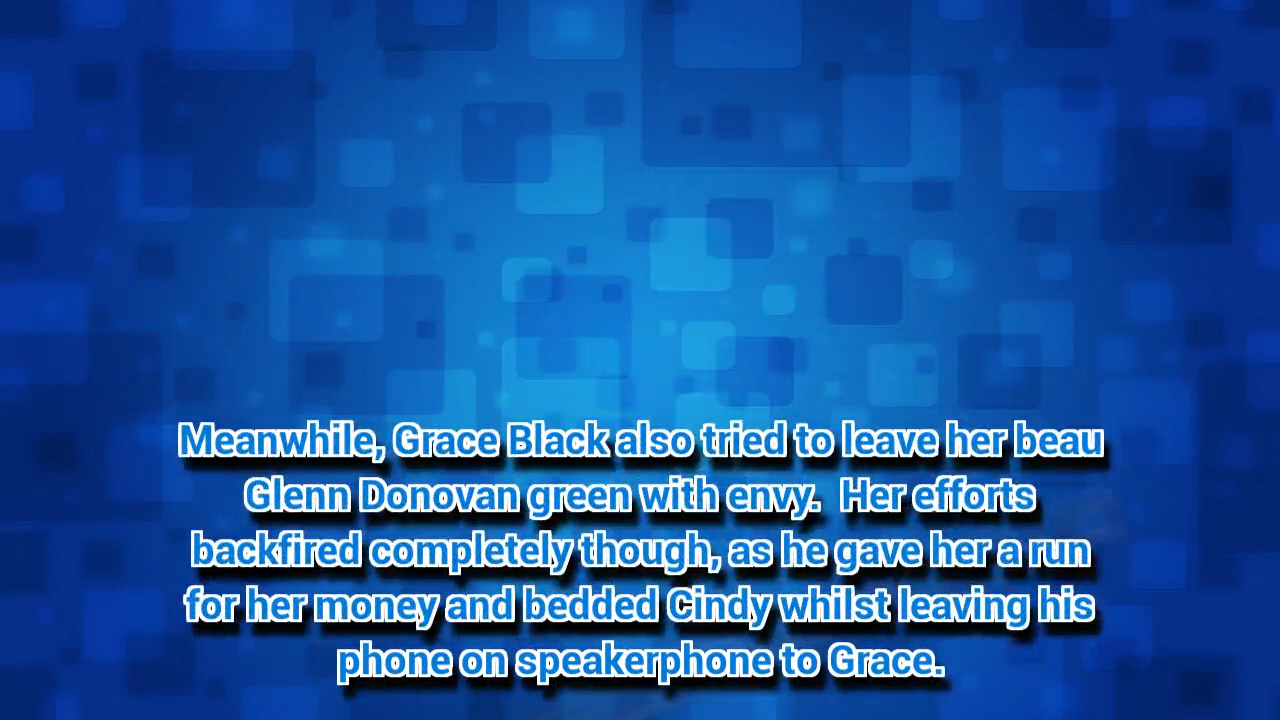 Meanwhile, Grace Black also tried to leave her beau
Glenn Donovan green with envy.  Her efforts
backfired completely though, as he gave her a run
for her money and bedded Cindy whilst leaving his
phone on speakerphone to Grace.